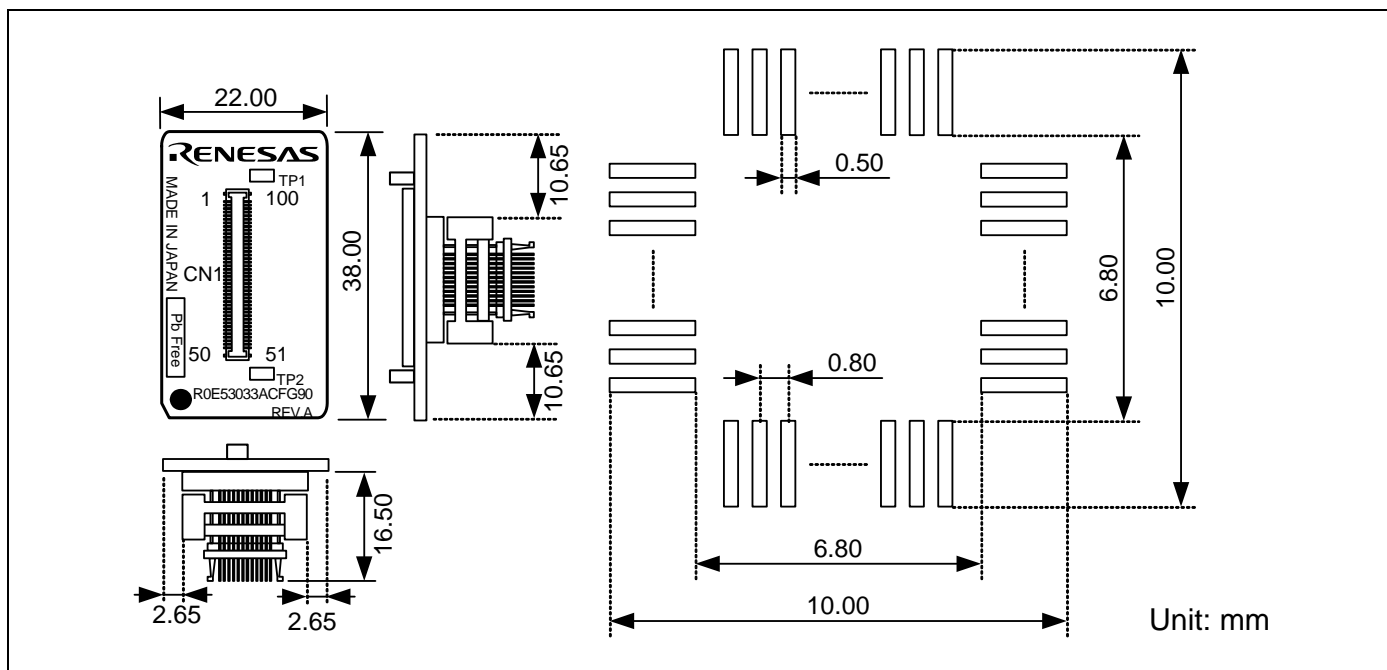 22.00
RENESAS
TP1
1 100
MADE IN JAPAN
CN1
Pb Free
50 51
TP2
R0E53033ACFG90
REV.A
38.00
10.65
10.65
16.50
2.65 2.65
0.50
0.80
6.80
10.00
6.80
10.00
Unit: mm